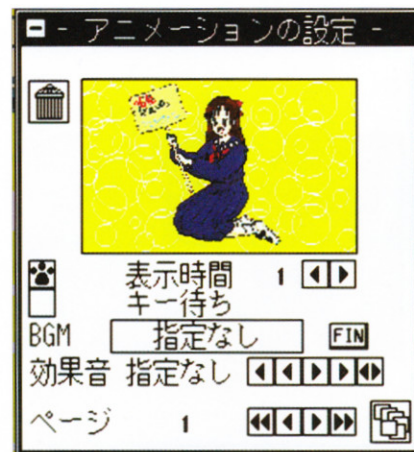 - アニメーションの設定 -
表示時間 1
キー待ち
BGM 指定なし FIN
効果音 指定なし
ページ 1